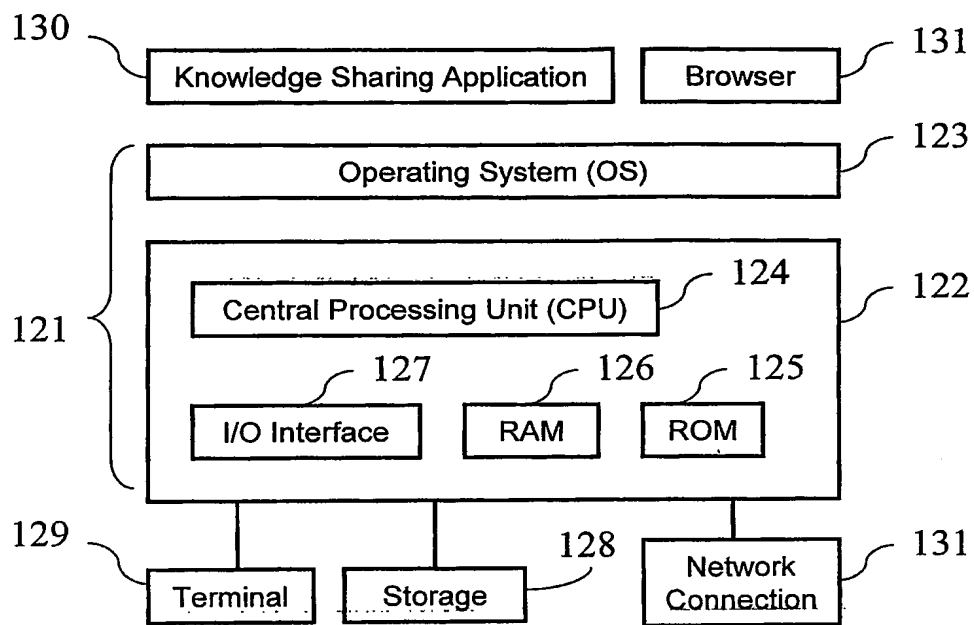 130
131
Knowledge Sharing Application
Browser
123
Operating System (OS)
124
122
Central Processing Unit (CPU)
121
127
126
125
I/O Interface
RAM
ROM
129
128
131
Terminal
Storage
Network
Connection